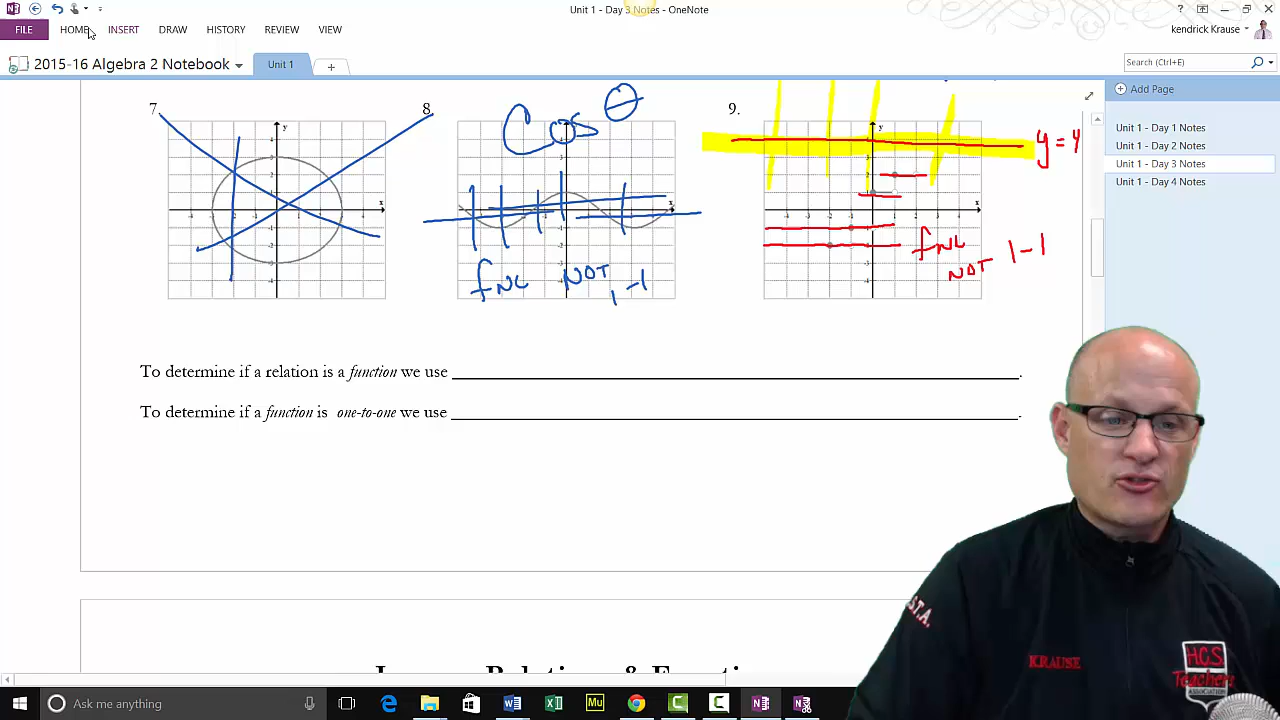 Unit 1 - Day 3 Notes - OneNote
FILE HOME INSERT DRAW HISTORY REVIEW VIEW
kendrick Krause
2015-16 Algebra 2 Notebook
Unit 1
Search (Ctrl+E)
Add Page
Unit 1 - Day 1 Notes
Unit 1 - Day 2 Notes
Unit 1 - Day 3 Notes
Unit 1 - Day 4 Notes
7
8
9.
Cos θ
y = 4
fNC NOT 1-1
fNC NOT 1-1
To determine if a relation is a function we use
To determine if a function is one-to-one we use
S.T.A.
KRAUSE
H.C.S.
Teachers
ASSOCIATION
Ask me anything